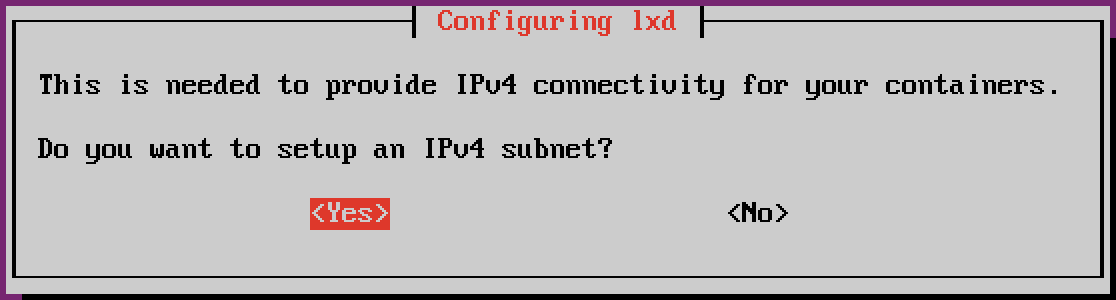 Configuring lxd
This is needed to provide IPv4 connectivity for your containers.
Do you want to setup an IPv4 subnet?
<Yes> <No>